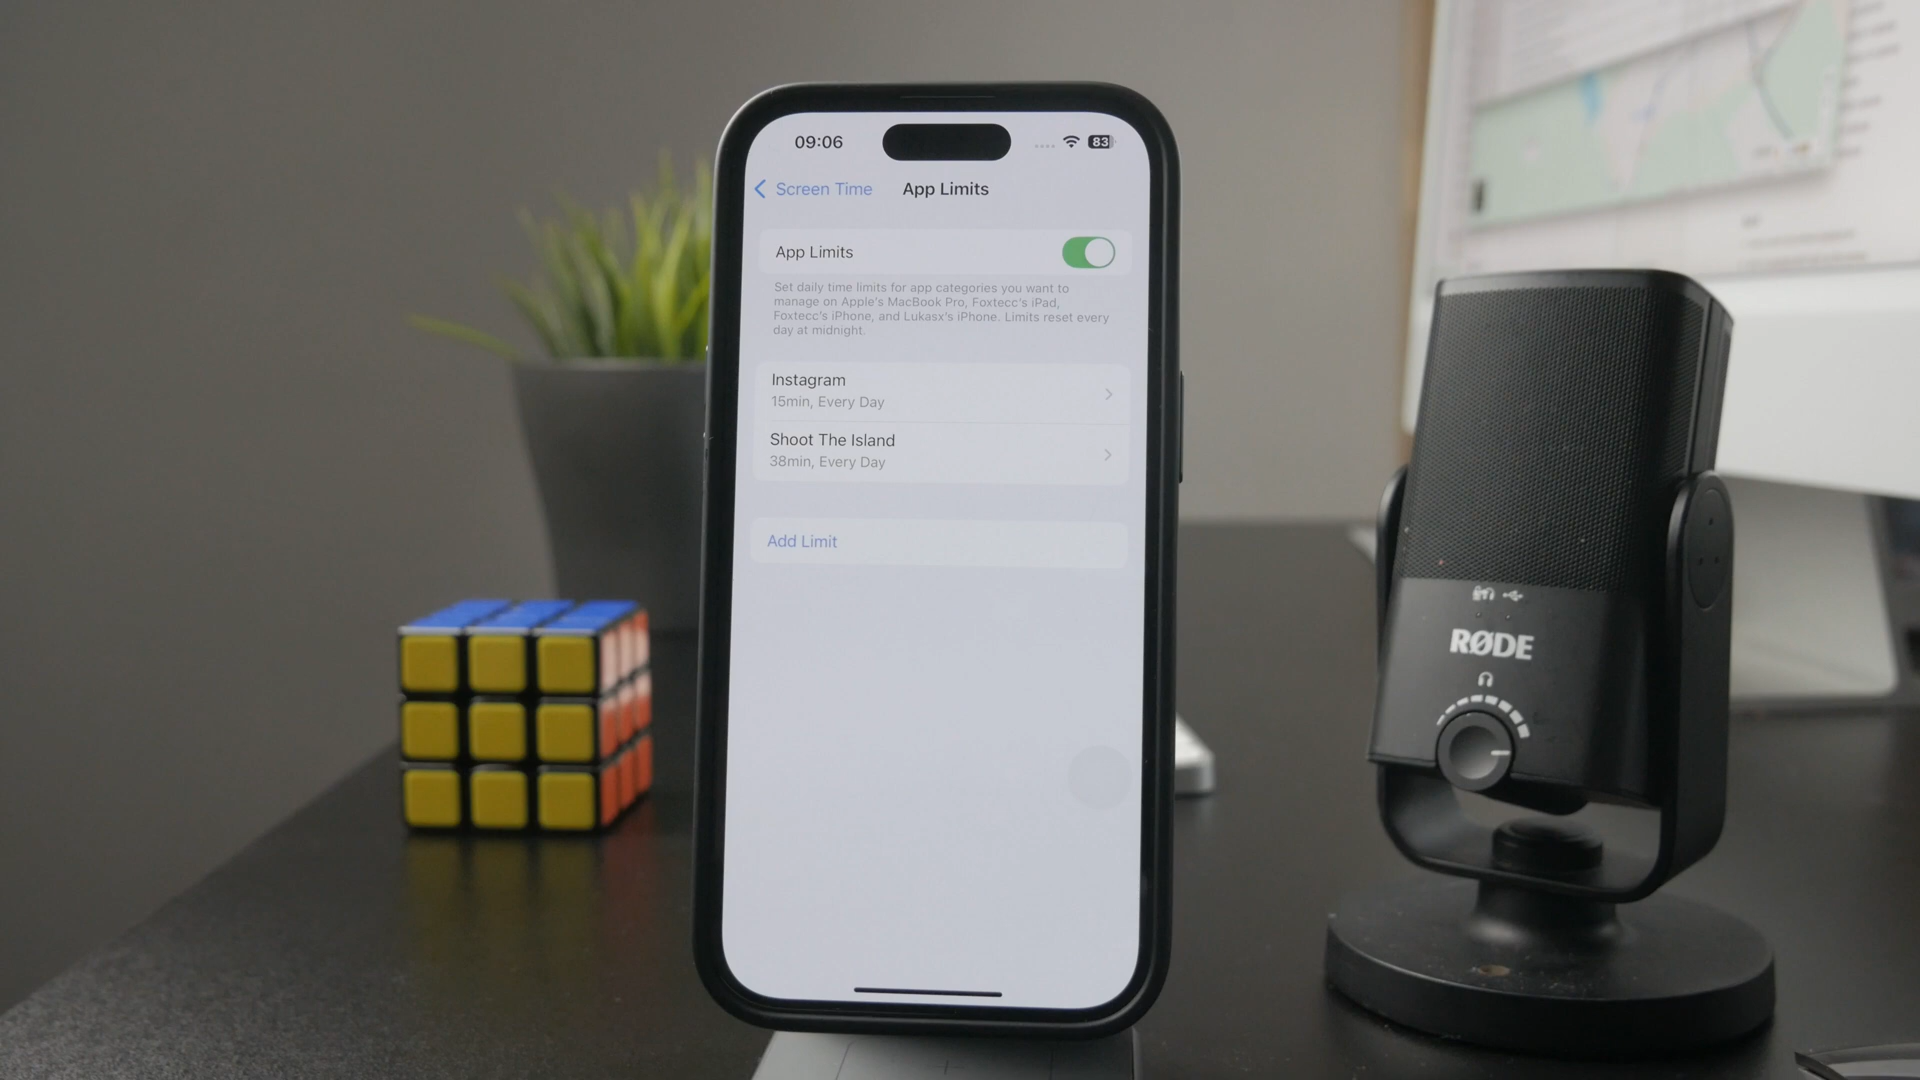 09:06
83
Screen Time
App Limits
App Limits
Set daily time limits for app categories you want to
manage on Apple's MacBook Pro, Foxtecc's iPad,
Foxtecc's iPhone, and Lukasx's iPhone. Limits reset every
day at midnight.
Instagram
15min, Every Day
Shoot The Island
38min, Every Day
Add Limit
RØDE